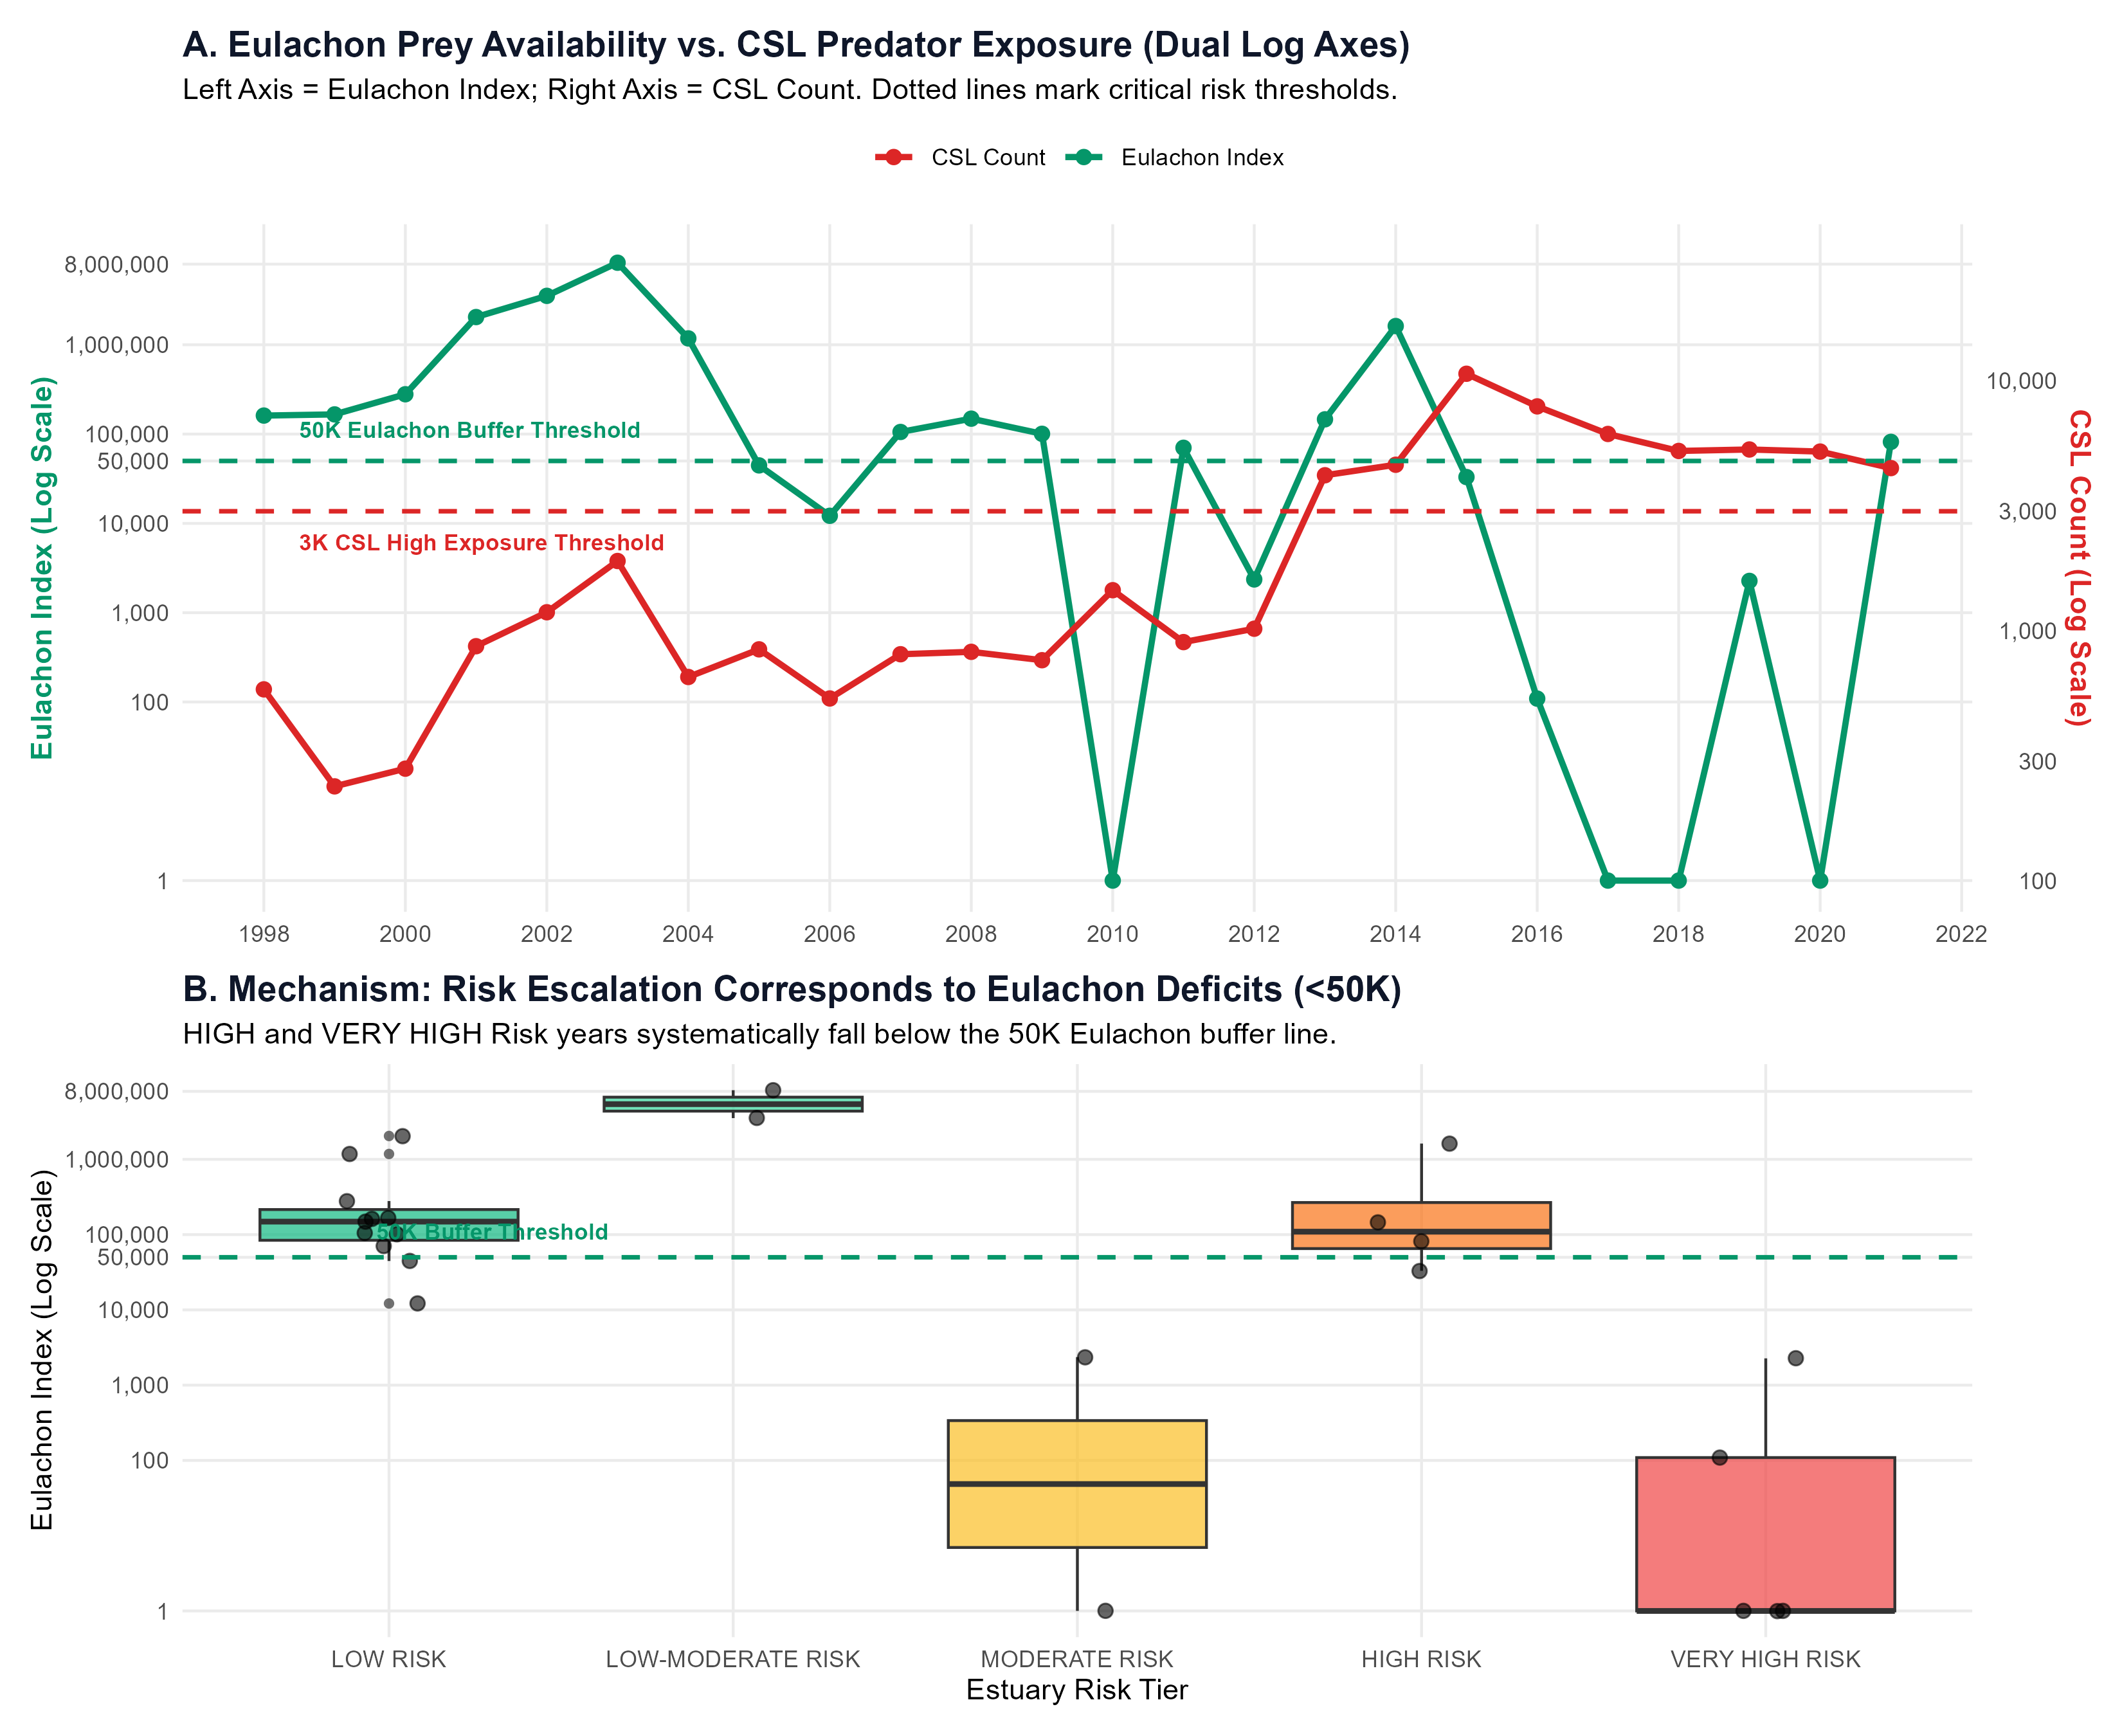 A. Eulachon Prey Availability vs. CSL Predator Exposure (Dual Log Axes)
Left Axis = Eulachon Index; Right Axis = CSL Count. Dotted lines mark critical risk thresholds.
CSL Count
Eulachon Index
Eulachon Index (Log Scale)
8,000,000
1,000,000
100,000
50,000
10,000
1,000
100
1
50K Eulachon Buffer Threshold
3K CSL High Exposure Threshold
10,000
3,000
1,000
300
100
CSL Count (Log Scale)
1998 2000 2002 2004 2006 2008 2010 2012 2014 2016 2018 2020 2022
B. Mechanism: Risk Escalation Corresponds to Eulachon Deficits (<50K)
HIGH and VERY HIGH Risk years systematically fall below the 50K Eulachon buffer line.
Eulachon Index (Log Scale)
8,000,000
1,000,000
100,000
50,000
10,000
1,000
100
1
50K Buffer Threshold
LOW RISK LOW-MODERATE RISK MODERATE RISK HIGH RISK VERY HIGH RISK
Estuary Risk Tier